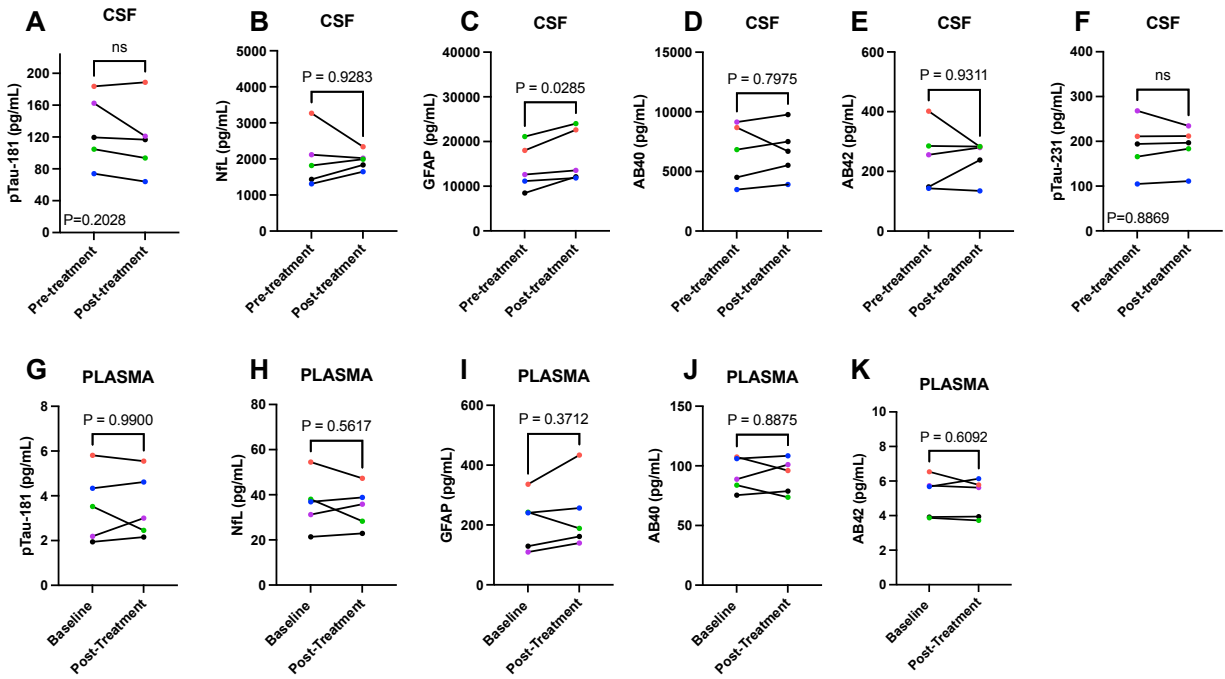 A
CSF
ns
pTau-181 (pg/mL)
200
160
120
80
40
0
P=0.2028
Pre-treatment
Post-treatment
B
CSF
P = 0.9283
NfL (pg/mL)
5000
4000
3000
2000
1000
0
Pre-treatment
Post-treatment
C
CSF
P = 0.0285
GFAP (pg/mL)
40000
30000
20000
10000
0
Pre-treatment
Post-treatment
D
CSF
P = 0.7975
AB40 (pg/mL)
15000
10000
5000
0
Pre-treatment
Post-treatment
E
CSF
P = 0.9311
AB42 (pg/mL)
600
400
200
0
Pre-treatment
Post-treatment
F
CSF
ns
pTau-231 (pg/mL)
400
300
200
100
0
P=0.8869
Pre-treatment
Post-treatment
G
PLASMA
P = 0.9900
pTau-181 (pg/mL)
8
6
4
2
0
Baseline
Post-Treatment
H
PLASMA
P = 0.5617
NfL (pg/mL)
80
60
40
20
0
Baseline
Post-Treatment
I
PLASMA
P = 0.3712
GFAP (pg/mL)
600
400
200
0
Baseline
Post-Treatment
J
PLASMA
P = 0.8875
AB40 (pg/mL)
150
100
50
0
Baseline
Post-Treatment
K
PLASMA
P = 0.6092
AB42 (pg/mL)
10
8
6
4
2
0
Baseline
Post-Treatment